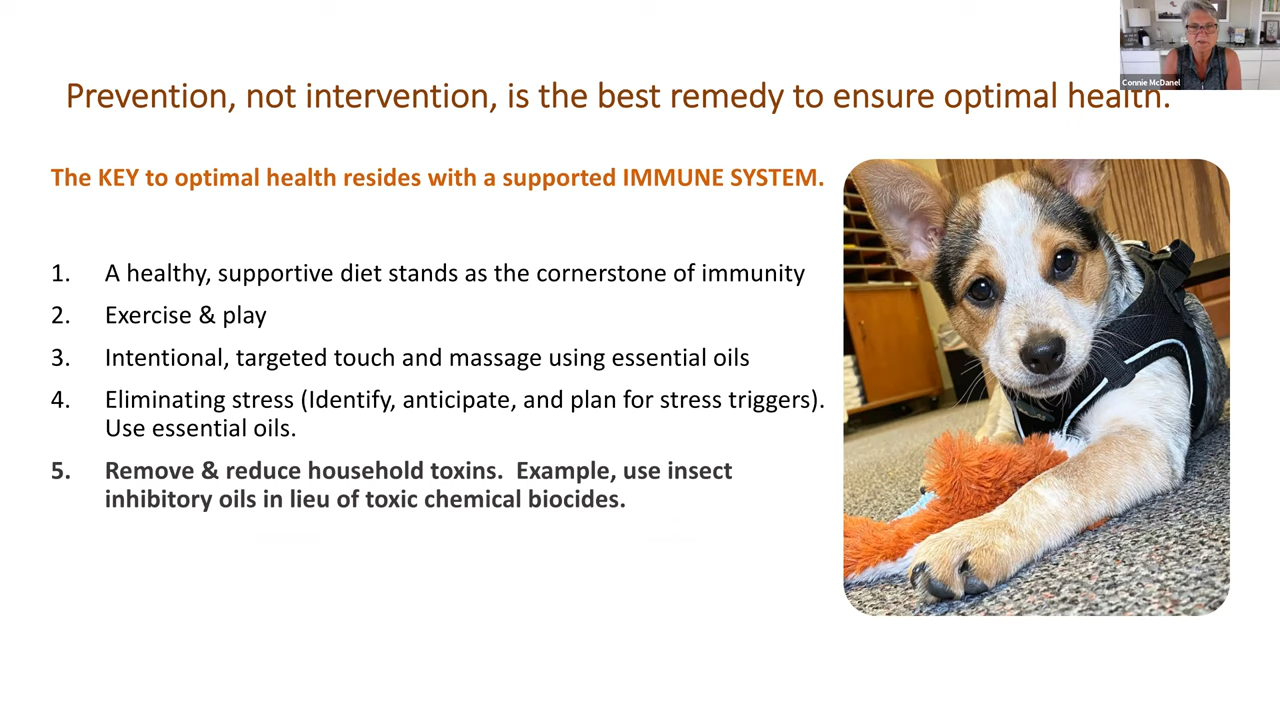 Connie McDanel
Prevention, not intervention, is the best remedy to ensure optimal health.
The KEY to optimal health resides with a supported IMMUNE SYSTEM.
1. A healthy, supportive diet stands as the cornerstone of immunity
2. Exercise & play
3. Intentional, targeted touch and massage using essential oils
4. Eliminating stress (Identify, anticipate, and plan for stress triggers).
Use essential oils.
5. Remove & reduce household toxins.  Example, use insect
inhibitory oils in lieu of toxic chemical biocides.